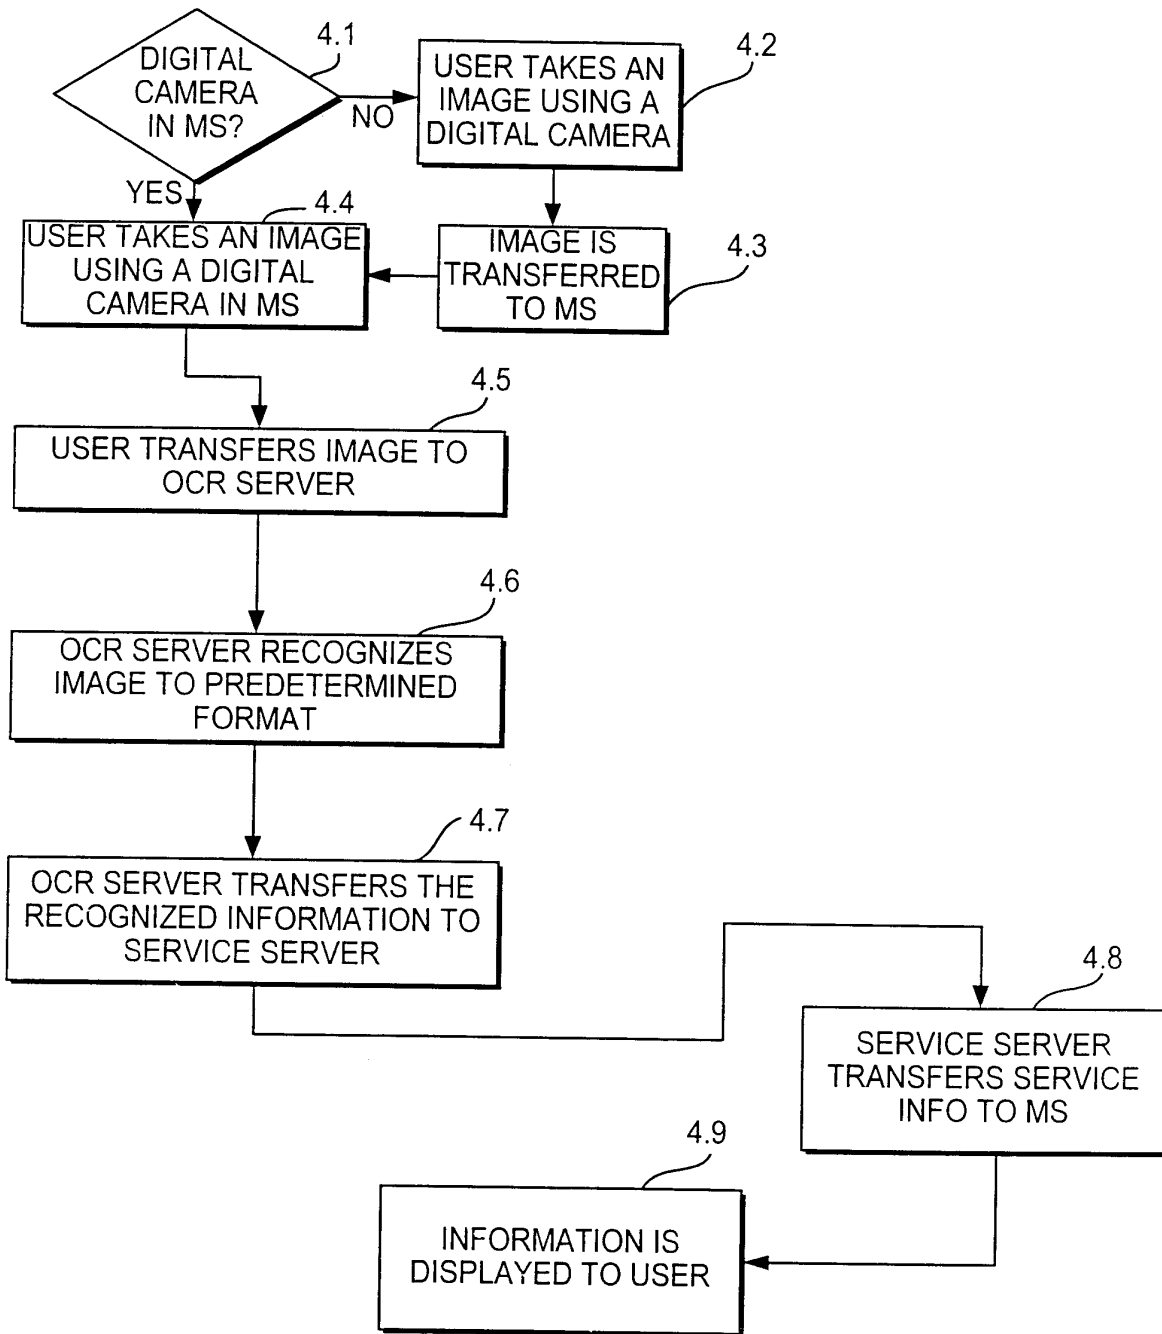 4.1
DIGITAL
CAMERA
IN MS?
NO
YES
4.2
USER TAKES AN
IMAGE USING A
DIGITAL CAMERA
4.3
IMAGE IS
TRANSFERRED
TO MS
4.4
USER TAKES AN IMAGE
USING A DIGITAL
CAMERA IN MS
4.5
USER TRANSFERS IMAGE TO
OCR SERVER
4.6
OCR SERVER RECOGNIZES
IMAGE TO PREDETERMINED
FORMAT
4.7
OCR SERVER TRANSFERS THE
RECOGNIZED INFORMATION TO
SERVICE SERVER
4.8
SERVICE SERVER
TRANSFERS SERVICE
INFO TO MS
4.9
INFORMATION IS
DISPLAYED TO USER